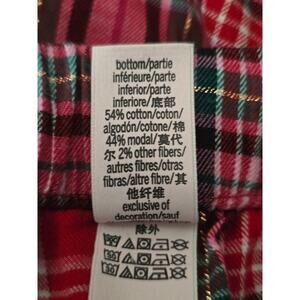 bottom/partie
inférieure/parte
inferior/parte
inferiore/底部
54% cotton/coton/
algodón/cotone/棉
44% modal/莫代
尔 2% other fibers/
autres fibres/otras
fibras/altre fibre/其
他纤维
exclusive of
decoration/sauf
除外